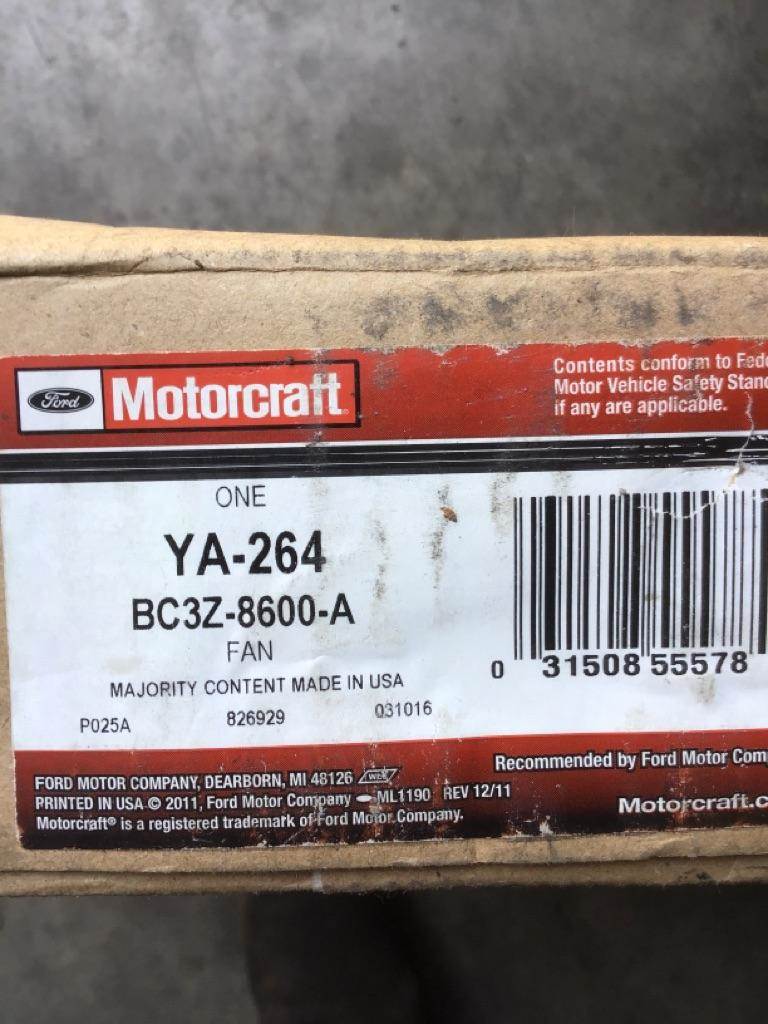 Ford Motorcraft
Contents conform to
Motor Vehicle Safety
if any are applicable.
ONE
YA-264
BC3Z-8600-A
FAN
MAJORITY CONTENT MADE IN USA
P025A 826929 031016
0 31508 55578
Recommended by Ford Motor
FORD MOTOR COMPANY, DEARBORN, MI 48126
PRINTED IN USA © 2011, Ford Motor Company ML1190 REV 12/11
Motorcraft® is a registered trademark of Ford Motor Company.
Motorcraft.c